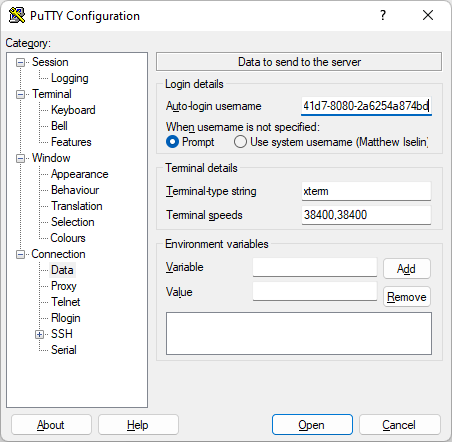 PuTTY Configuration
?
Category:
Session
Logging
Terminal
Keyboard
Bell
Features
Window
Appearance
Behaviour
Translation
Selection
Colours
Connection
Data
Proxy
Telnet
Rlogin
SSH
Serial
Data to send to the server
Login details
Auto-login username 41d7-8080-2a6254a874bd
When username is not specified:
Prompt Use system username (Matthew Iselin)
Terminal details
Terminal-type string xterm
Terminal speeds 38400,38400
Environment variables
Variable Add
Value Remove
About Help Open Cancel